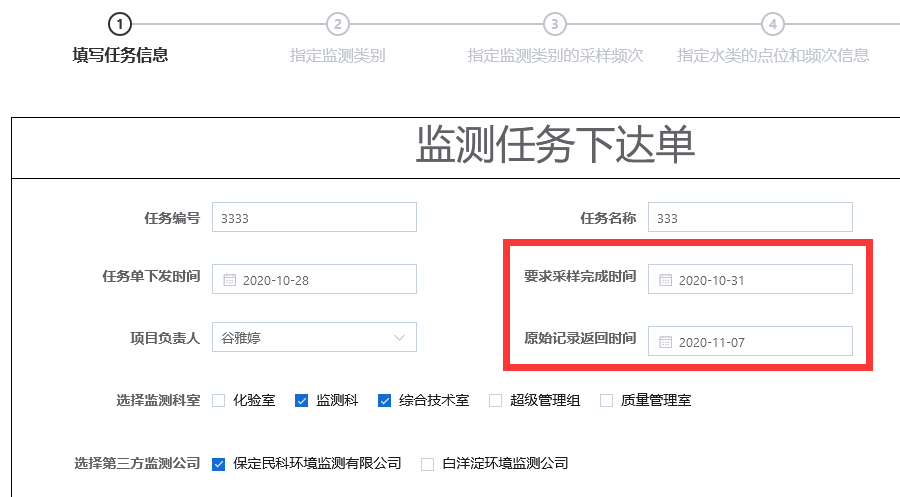 1 2 3 4
填写任务信息 指定监测类别 指定监测类别的采样频次 指定水类的点位和频次信息
监测任务下达单
任务编号 3333 任务名称 333
任务单下发时间 2020-10-28 要求采样完成时间 2020-10-31
项目负责人 谷雅婷 原始记录返回时间 2020-11-07
选择监测科室 化验室 监测科 综合技术室 超级管理组 质量管理室
选择第三方监测公司 保定民科环境监测有限公司 白洋淀环境监测公司